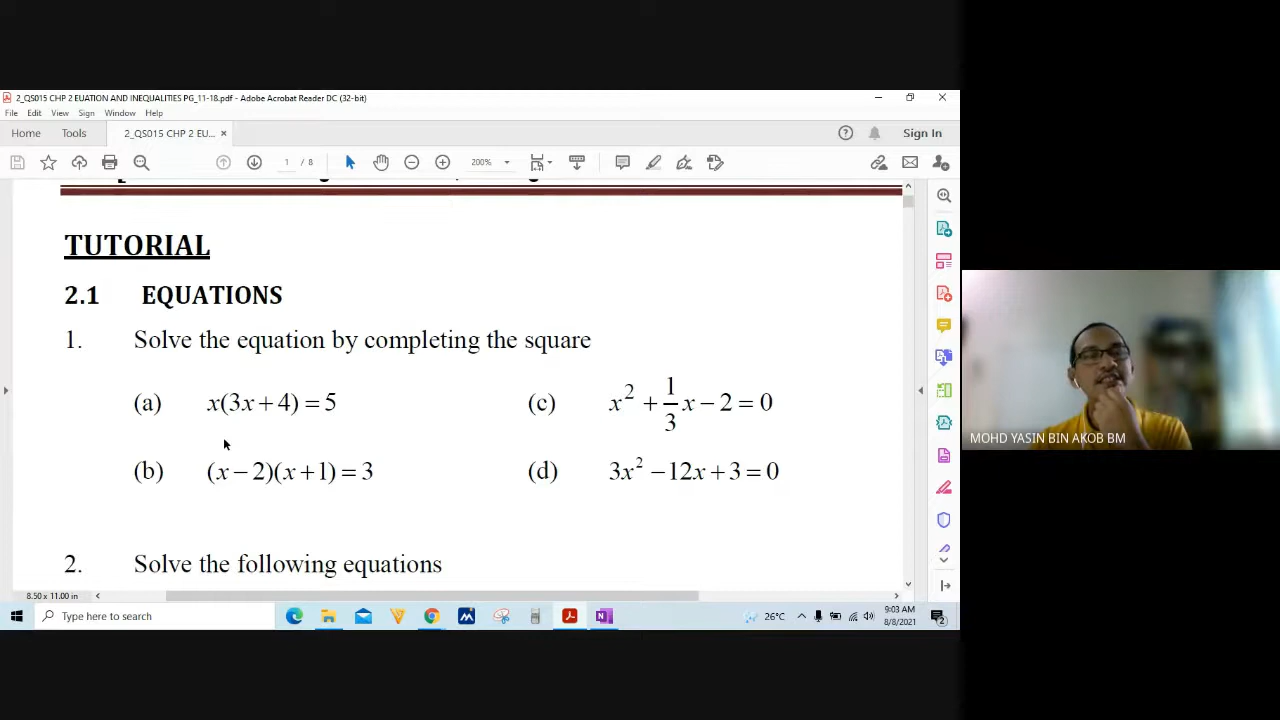 2_QS015 CHP 2 EUATION AND INEQUALITIES PG_11-18.pdf - Adobe Acrobat Reader DC (32-bit)
File Edit View Sign Window Help
Home Tools 2_QS015 CHP 2 EU... × Sign In
1 / 8 200%
TUTORIAL
2.1 EQUATIONS
1. Solve the equation by completing the square
(a) x(3x + 4) = 5 (c) x² + 1/3 x − 2 = 0
(b) (x − 2)(x + 1) = 3 (d) 3x² − 12x + 3 = 0
2. Solve the following equations
8.50 x 11.00 in
MOHD YASIN BIN AKOB BM
Type here to search 26°C 9:03 AM
8/8/2021 2